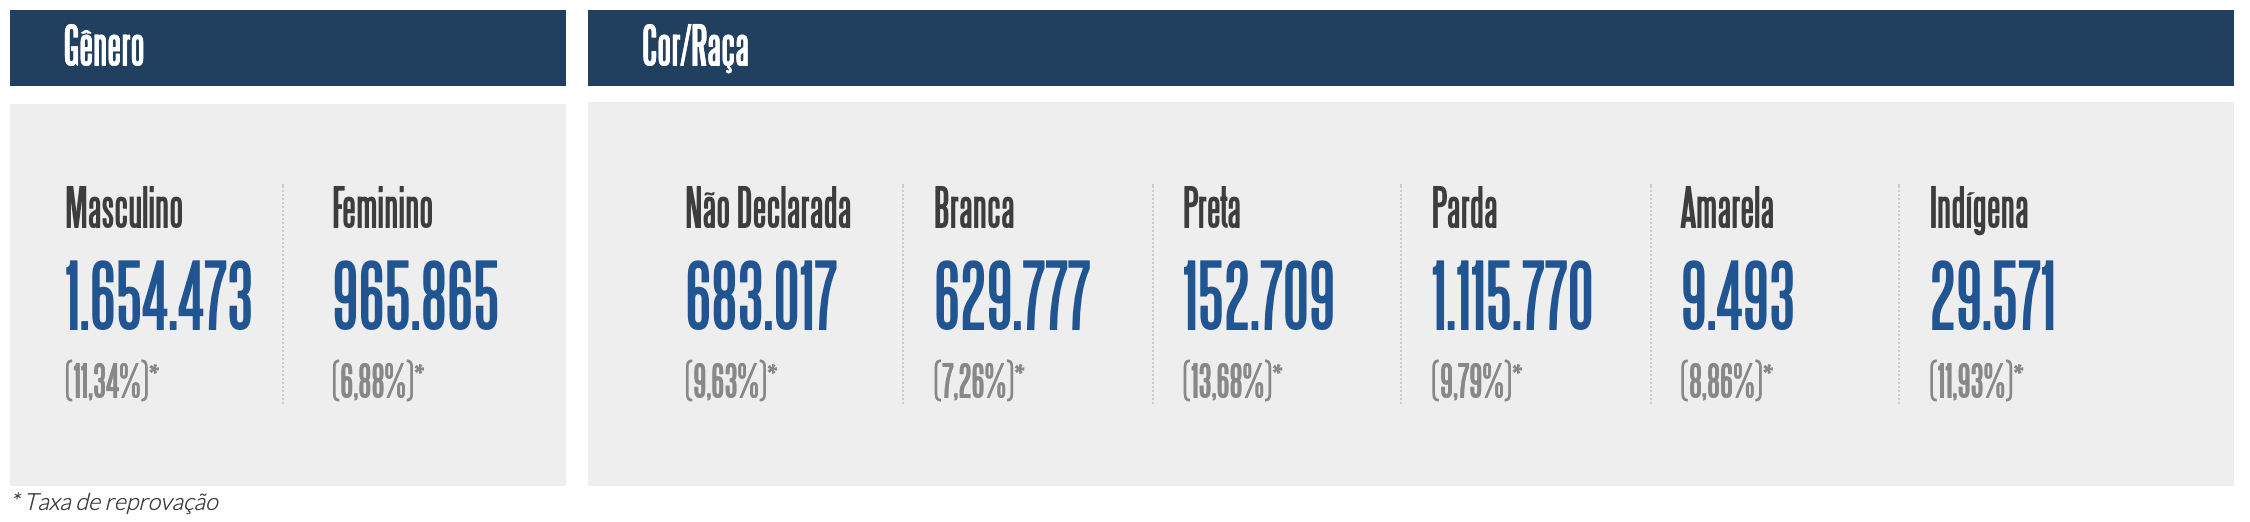 Gênero
Masculino
1.654.473
(11,34%)*
Feminino
965.865
(6,88%)*
Cor/Raça
Não Declarada
683.017
(9,63%)*
Branca
629.777
(7,26%)*
Preta
152.709
(13,68%)*
Parda
1.115.770
(9,79%)*
Amarela
9.493
(8,86%)*
Indígena
29.571
(11,93%)*
* Taxa de reprovação